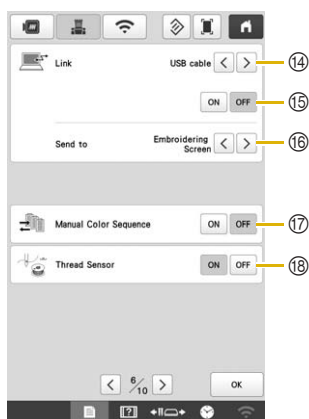 Link
USB cable < >
⑭
ON OFF
⑮
Send to
Embroidering
Screen < >
⑯
Manual Color Sequence
ON OFF
⑰
Thread Sensor
ON OFF
⑱
< 6/10 >
OK